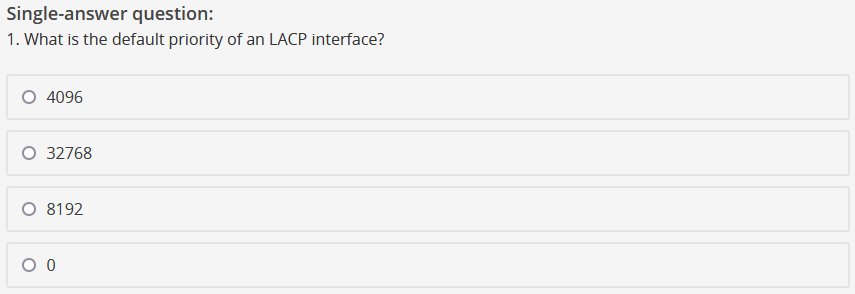 Single-answer question:
1. What is the default priority of an LACP interface?
4096
32768
8192
0